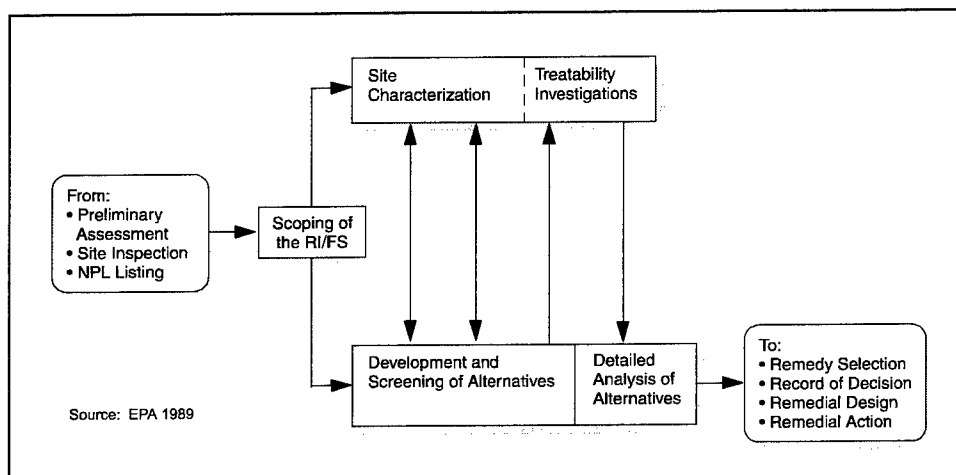 Site
Characterization
Treatability
Investigations
From:
• Preliminary
Assessment
• Site Inspection
• NPL Listing
Scoping of
the RI/FS
Development and
Screening of Alternatives
Detailed
Analysis of
Alternatives
To:
• Remedy Selection
• Record of Decision
• Remedial Design
• Remedial Action
Source: EPA 1989